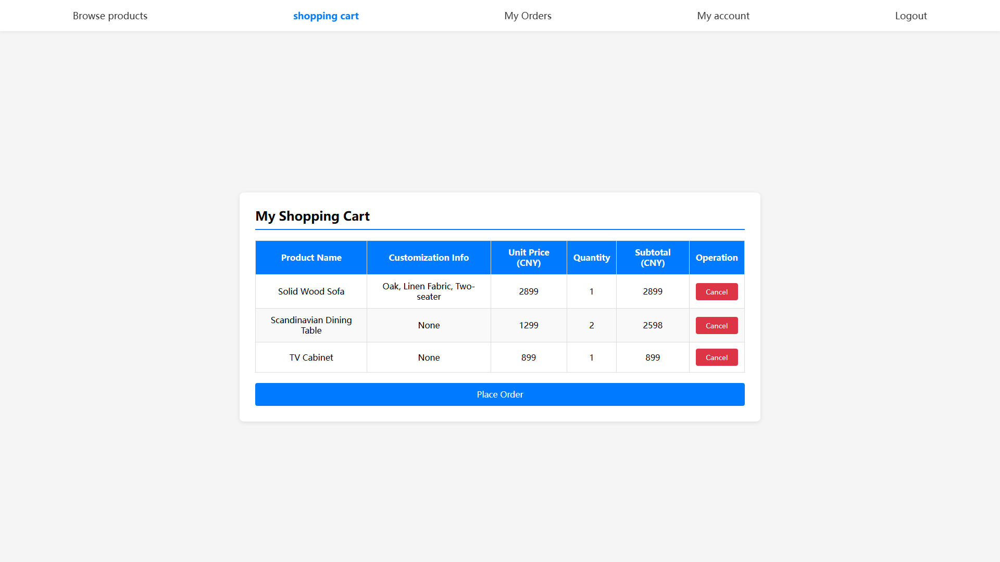 Browse products
shopping cart
My Orders
My account
Logout
My Shopping Cart
Product Name
Customization Info
Unit Price
(CNY)
Quantity
Subtotal
(CNY)
Operation
Solid Wood Sofa
Oak, Linen Fabric, Two-
seater
2899
1
2899
Cancel
Scandinavian Dining
Table
None
1299
2
2598
Cancel
TV Cabinet
None
899
1
899
Cancel
Place Order